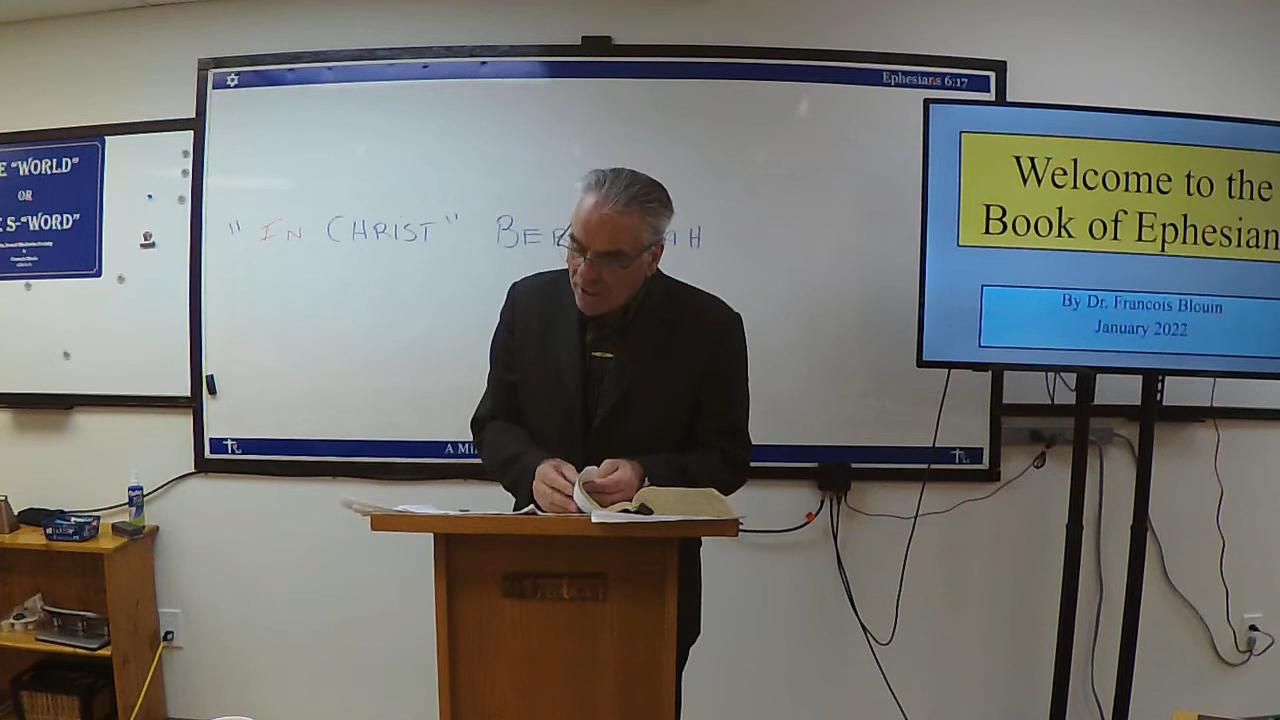 Ephesians 6:17
"WORLD"
OR
S-"WORD"
"IN CHRIST"
Welcome to the
Book of Ephesian
By Dr. Francois Blouin
January 2022
A